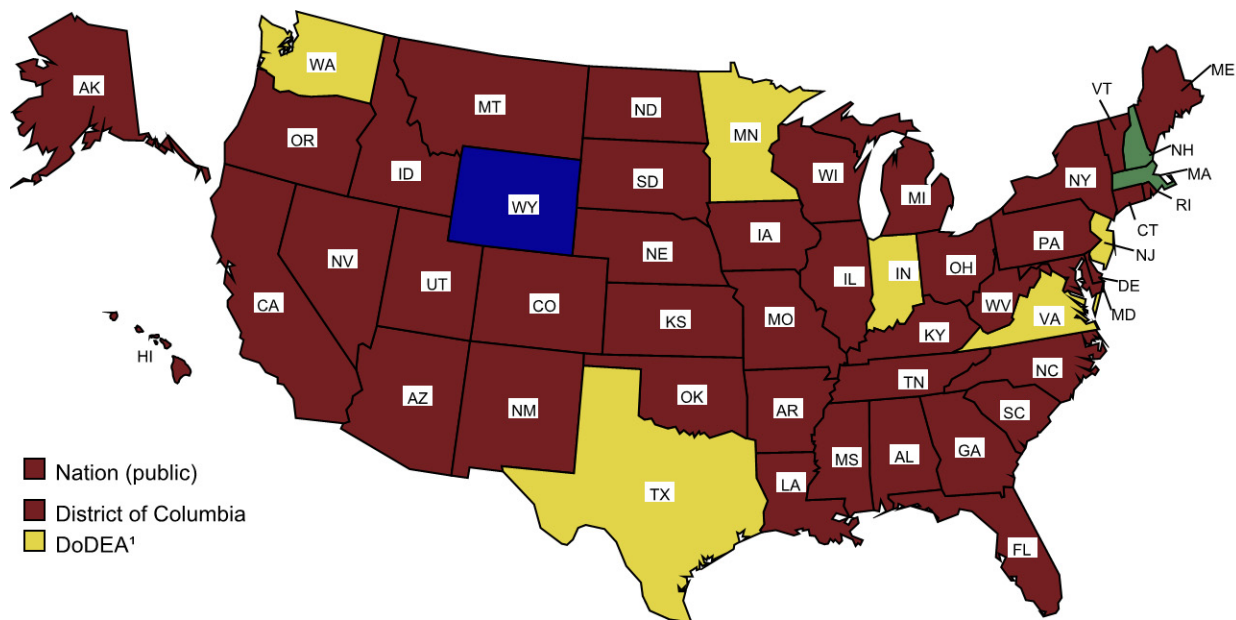 AK
WA
MT
ND
MN
ME
VT
OR
ID
SD
WI
MI
NY
NH
MA
RI
WY
CT
IA
NE
PA
NJ
NV
UT
CO
IL
IN
OH
DE
MD
CA
KS
MO
WV
VA
KY
HI
AZ
NM
OK
AR
TN
NC
SC
MS
AL
GA
LA
TX
FL
Nation (public)
District of Columbia
DoDEA¹